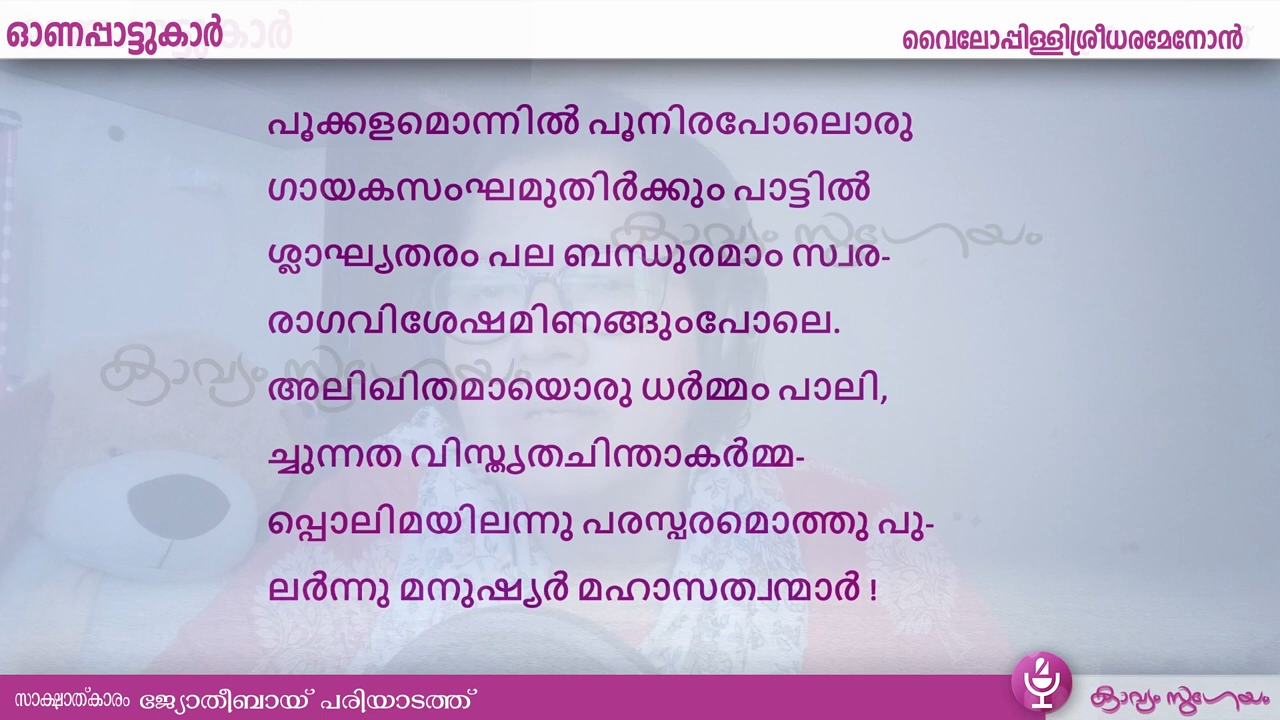 ഓണപ്പാട്ടുകാർ
വൈലോപ്പിള്ളിശ്രീധരമേനോൻ
പൂക്കളമൊന്നിൽ പൂനിരപോലൊരു
ഗായകസംഘമുതിർക്കും പാട്ടിൽ
ശ്ലാഘ്യതരം പല ബന്ധുരമാം സ്വര-
രാഗവിശേഷമിണങ്ങുംപോലെ.
അലിഖിതമായൊരു ധർമ്മം പാലി,
ച്ചുന്നത വിസ്തൃതചിന്താകർമ്മ-
പ്പൊലിമയിലന്നു പരസ്പരമൊത്തു പു-
ലർന്നു മനുഷ്യർ മഹാസത്വന്മാർ !
കാവ്യം സുഗേയം
കാവ്യം സുഗേയം
സാക്ഷാത്കാരം ജ്യോതീബായ് പരിയാടത്ത്
കാവ്യം സുഗേയം